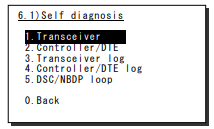 6.1)Self diagnosis
1.Transceiver
2.Controller/DTE
3.Transceiver log
4.Controller/DTE log
5.DSC/NBDP loop
0.Back